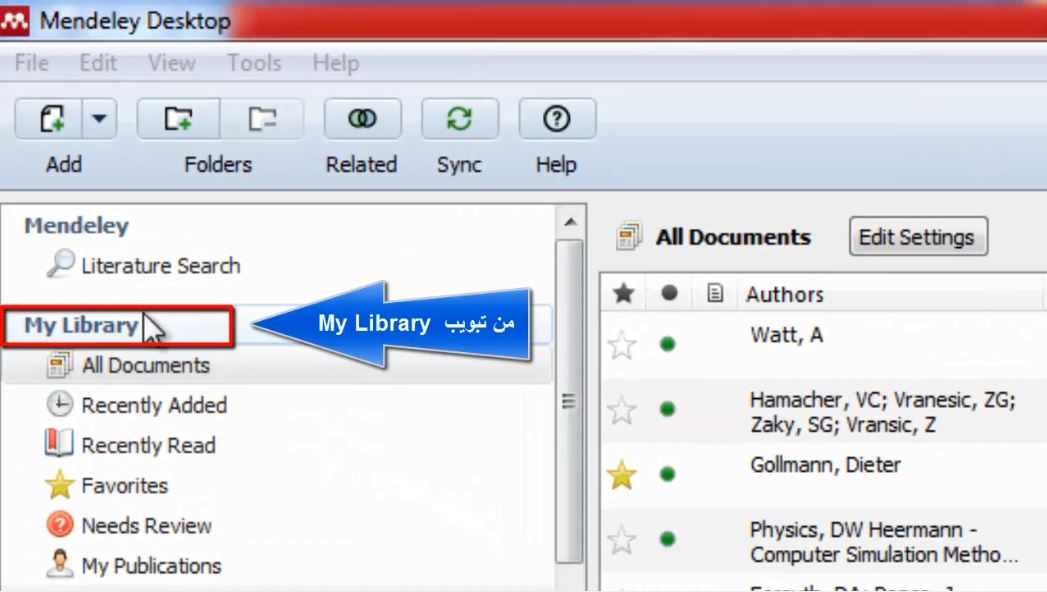 Mendeley Desktop
File Edit View Tools Help
Add Folders Related Sync Help
Mendeley
Literature Search
My Library
من تبويب My Library
All Documents
Recently Added
Recently Read
Favorites
Needs Review
My Publications
All Documents Edit Settings
Authors
Watt, A
Hamacher, VC; Vranesic, ZG;
Zaky, SG; Vransic, Z
Gollmann, Dieter
Physics, DW Heermann -
Computer Simulation Metho...